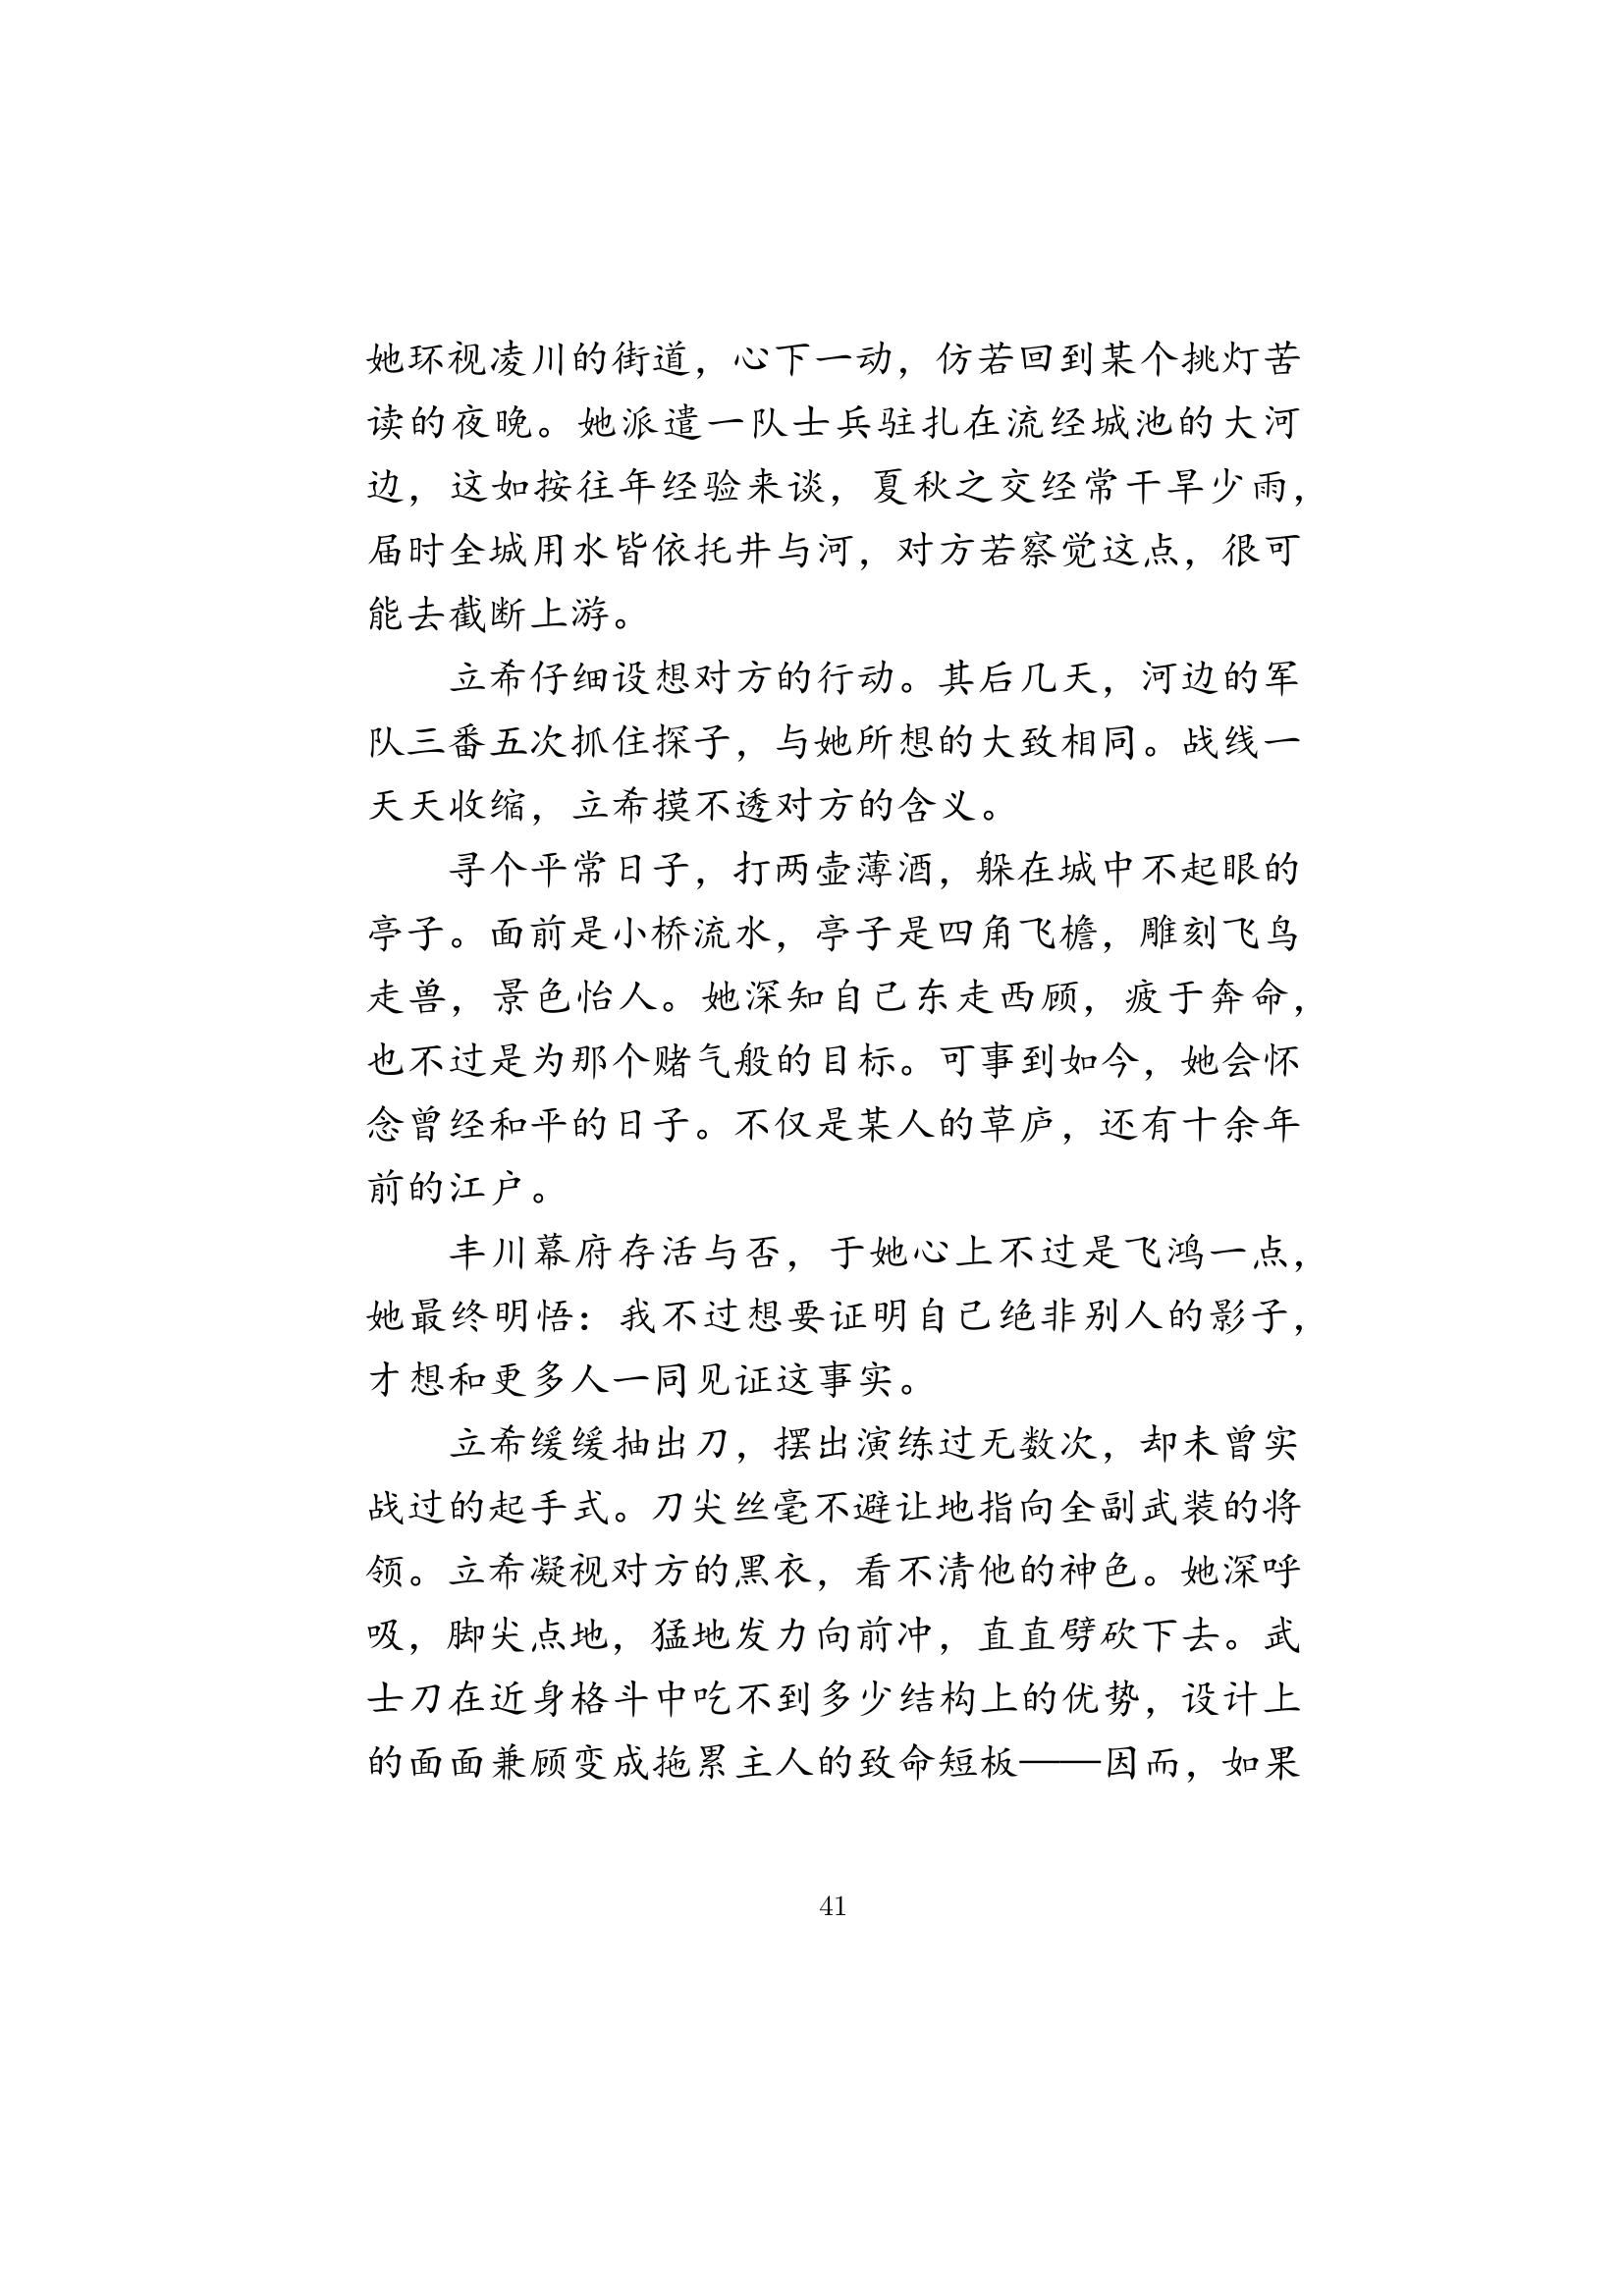 她环视凌川的街道，心下一动，仿若回到某个挑灯苦
读的夜晚。她派遣一队士兵驻扎在流经城池的大河
边，这如按往年经验来谈，夏秋之交经常干旱少雨，
届时全城用水皆依托井与河，对方若察觉这点，很可
能去截断上游。
立希仔细设想对方的行动。其后几天，河边的军
队三番五次抓住探子，与她所想的大致相同。战线一
天天收缩，立希摸不透对方的含义。
寻个平常日子，打两壶薄酒，躲在城中不起眼的
亭子。面前是小桥流水，亭子是四角飞檐，雕刻飞鸟
走兽，景色怡人。她深知自己东走西顾，疲于奔命，
也不过是为那个赌气般的目标。可事到如今，她会怀
念曾经和平的日子。不仅是某人的草庐，还有十余年
前的江户。
丰川幕府存活与否，于她心上不过是飞鸿一点，
她最终明悟：我不过想要证明自己绝非别人的影子，
才想和更多人一同见证这事实。
立希缓缓抽出刀，摆出演练过无数次，却未曾实
战过的起手式。刀尖丝毫不避让地指向全副武装的将
领。立希凝视对方的黑衣，看不清他的神色。她深呼
吸，脚尖点地，猛地发力向前冲，直直劈砍下去。武
士刀在近身格斗中吃不到多少结构上的优势，设计上
的面面兼顾变成拖累主人的致命短板——因而，如果
41